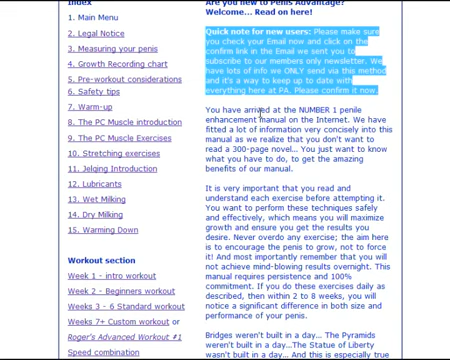 Index
1. Main Menu
2. Legal Notice
3. Measuring your penis
4. Growth Recording chart
5. Pre-workout considerations
6. Safety tips
7. Warm-up
8. The PC Muscle introduction
9. The PC Muscle Exercises
10. Stretching exercises
11. Jelqing Introduction
12. Lubricants
13. Wet Milking
14. Dry Milking
15. Warming Down
Workout section
Week 1 - intro workout
Week 2 - Beginners workout
Weeks 3 - 6 Standard workout
Weeks 7+ Custom workout or
Roger's Advanced Workout #1
Speed combination
Are you new to Penis Advantage?
Welcome... Read on here!
Quick note for new users: Please make sure
you check your Email now and click on the
confirm link in the Email we sent you to
subscribe to our members only newsletter. We
have lots of info we ONLY send via this method
and it's a way to keep up to date with
everything here at PA. Please confirm it now.
You have arrived at the NUMBER 1 penile
enhancement manual on the Internet. We have
fitted a lot of information very concisely into this
manual as we realize that you don't want to
read a 300-page novel... You just want to know
what you have to do, to get the amazing
benefits of our manual.
It is very important that you read and
understand each exercise before attempting it.
You want to perform these techniques safely
and effectively, which means you will maximize
growth and ensure you get the results you
desire. Never overdo any exercise; the aim here
is to encourage the penis to grow, not to force
it! And most importantly remember that you will
not achieve mind-blowing results overnight. This
manual requires persistence and 100%
commitment. If you do these exercises daily as
described, then within 2 to 8 weeks, you will
notice a significant difference in both size and
performance of your penis.
Bridges weren't built in a day... The Pyramids
weren't built in a day...The Statue of Liberty
wasn't built in a day... And this is especially true